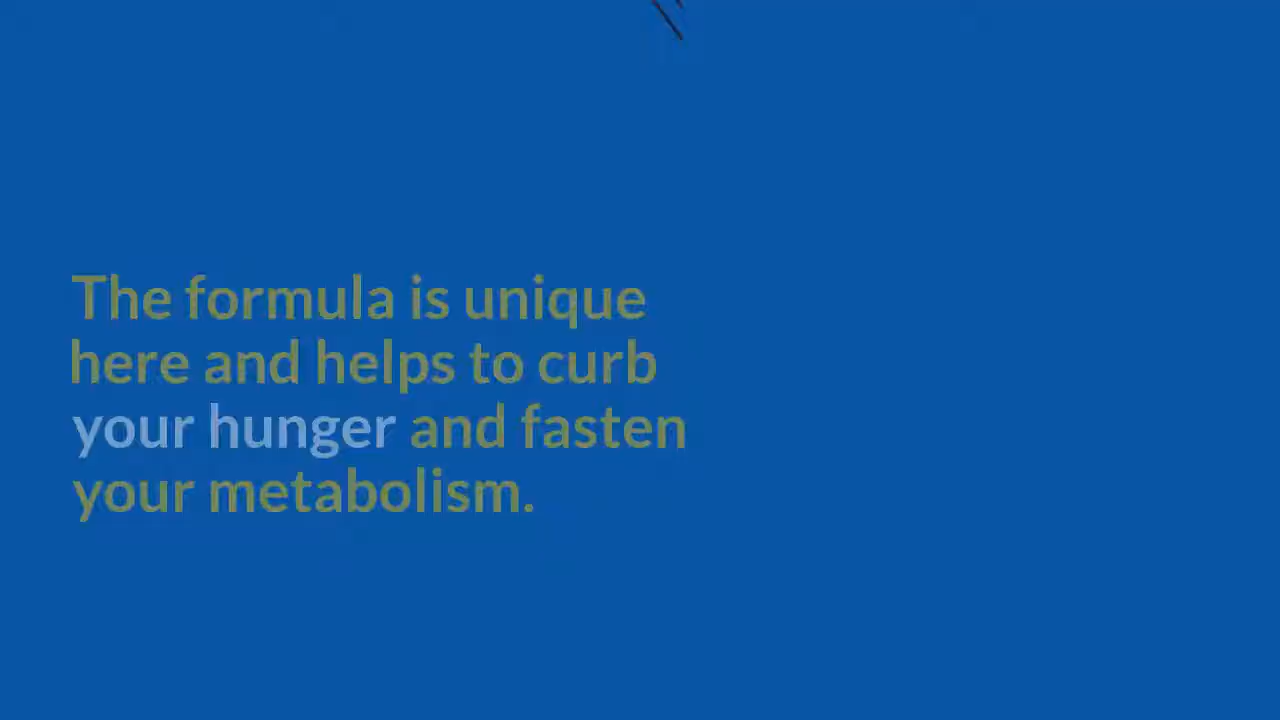 The formula is unique
here and helps to curb
your hunger and fasten
your metabolism.